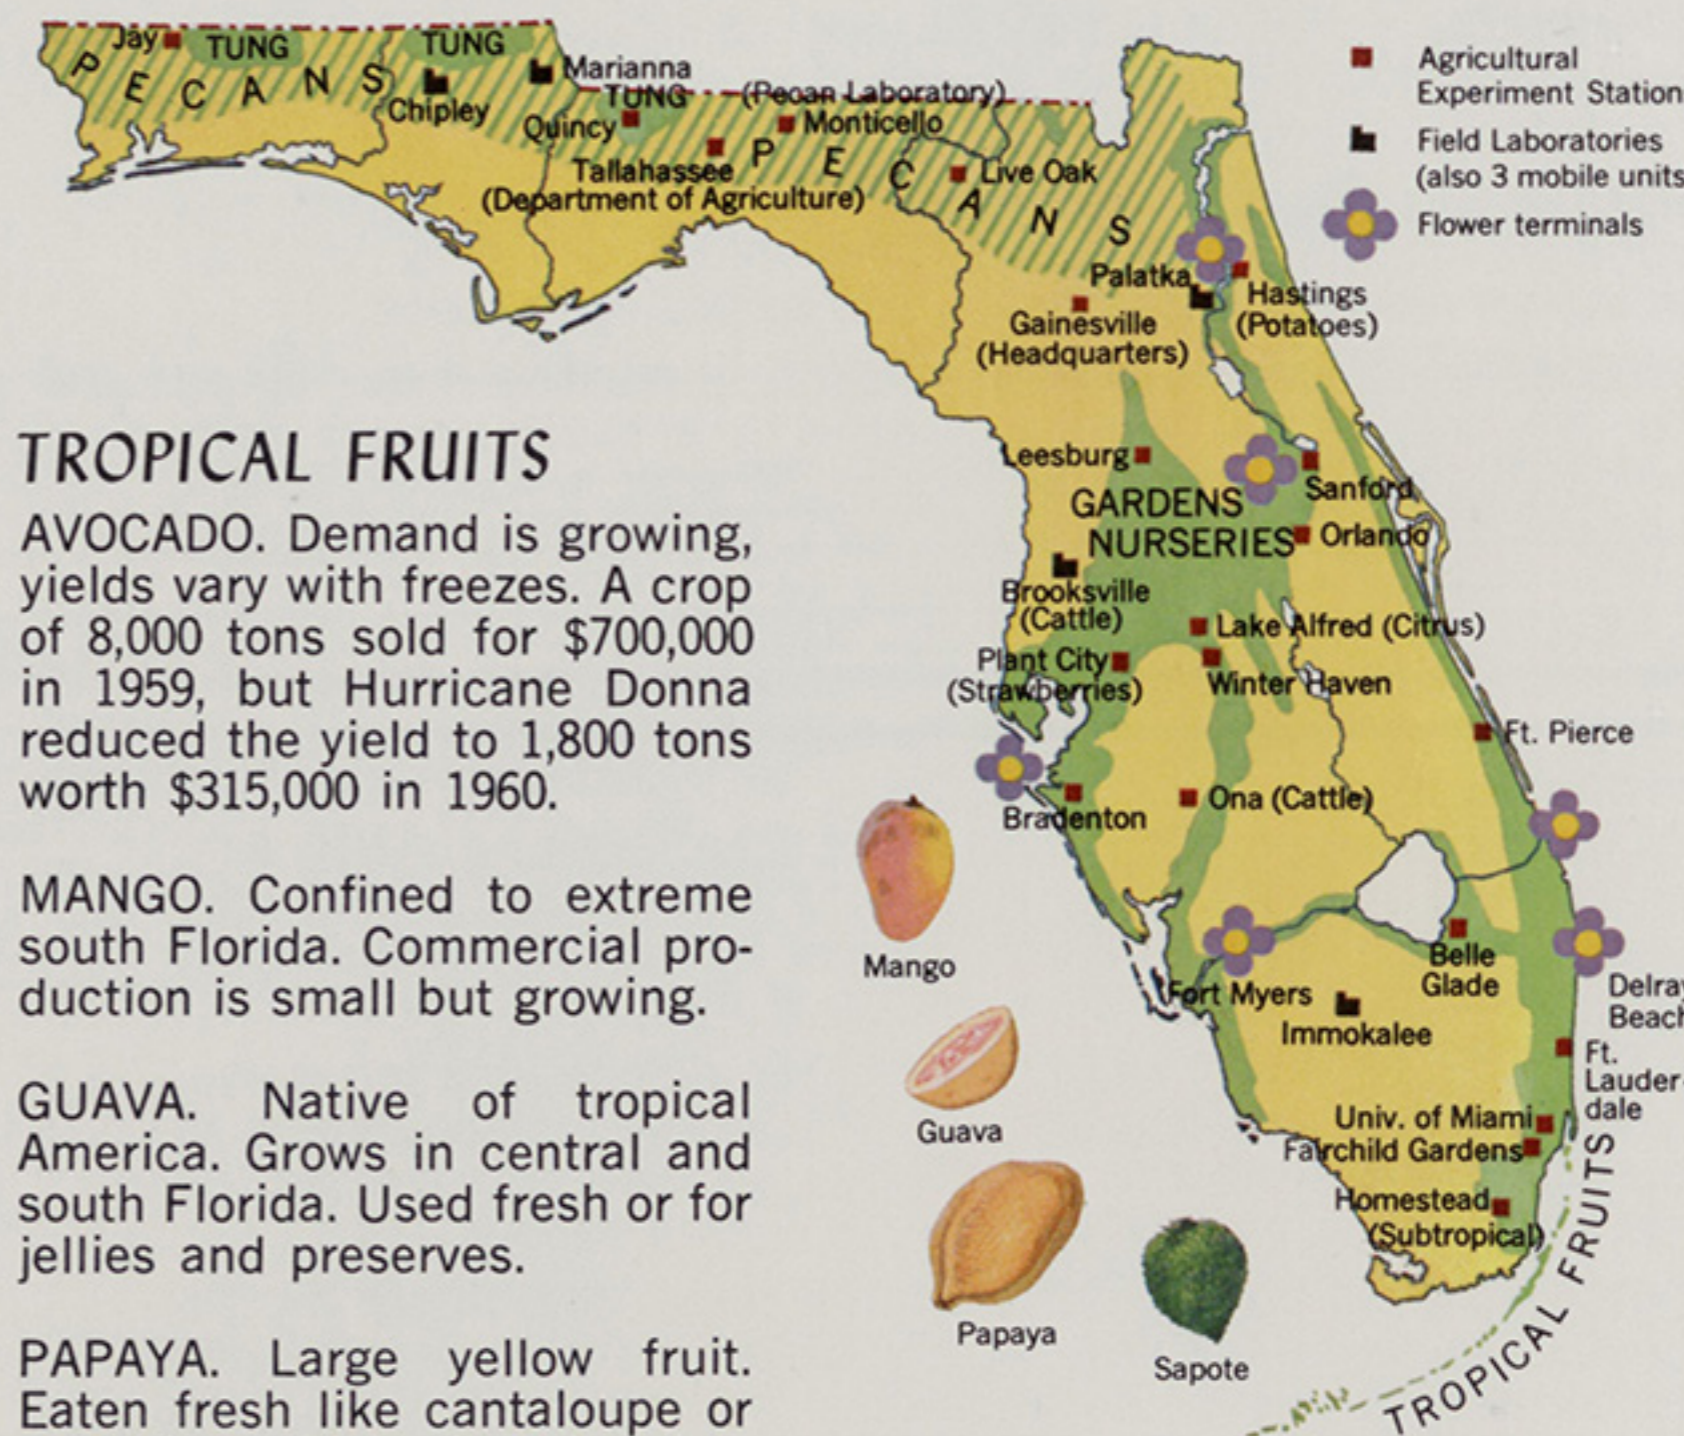 Jay
TUNG
TUNG
PECANS
Chipley
Marianna
TUNG
Quincy
(Pecan Laboratory)
Monticello
Tallahassee
(Department of Agriculture)
PECANS
Live Oak
Agricultural
Experiment Station
Field Laboratories
(also 3 mobile units
Flower terminals
Palatka
Hastings
(Potatoes)
Gainesville
(Headquarters)
Leesburg
Sanford
GARDENS
NURSERIES
Orlando
Brooksville
(Cattle)
Lake Alfred (Citrus)
Plant City
(Strawberries)
Winter Haven
Ft. Pierce
Bradenton
Ona (Cattle)
Belle
Glade
Fort Myers
Immokalee
Delray
Beach
Ft.
Lauder-
dale
Univ. of Miami
Fairchild Gardens
Homestead
(Subtropical)
TROPICAL FRUITS
Mango
Guava
Papaya
Sapote
TROPICAL FRUITS
AVOCADO. Demand is growing,
yields vary with freezes. A crop
of 8,000 tons sold for $700,000
in 1959, but Hurricane Donna
reduced the yield to 1,800 tons
worth $315,000 in 1960.
MANGO. Confined to extreme
south Florida. Commercial pro-
duction is small but growing.
GUAVA. Native of tropical
America. Grows in central and
south Florida. Used fresh or for
jellies and preserves.
PAPAYA. Large yellow fruit.
Eaten fresh like cantaloupe or